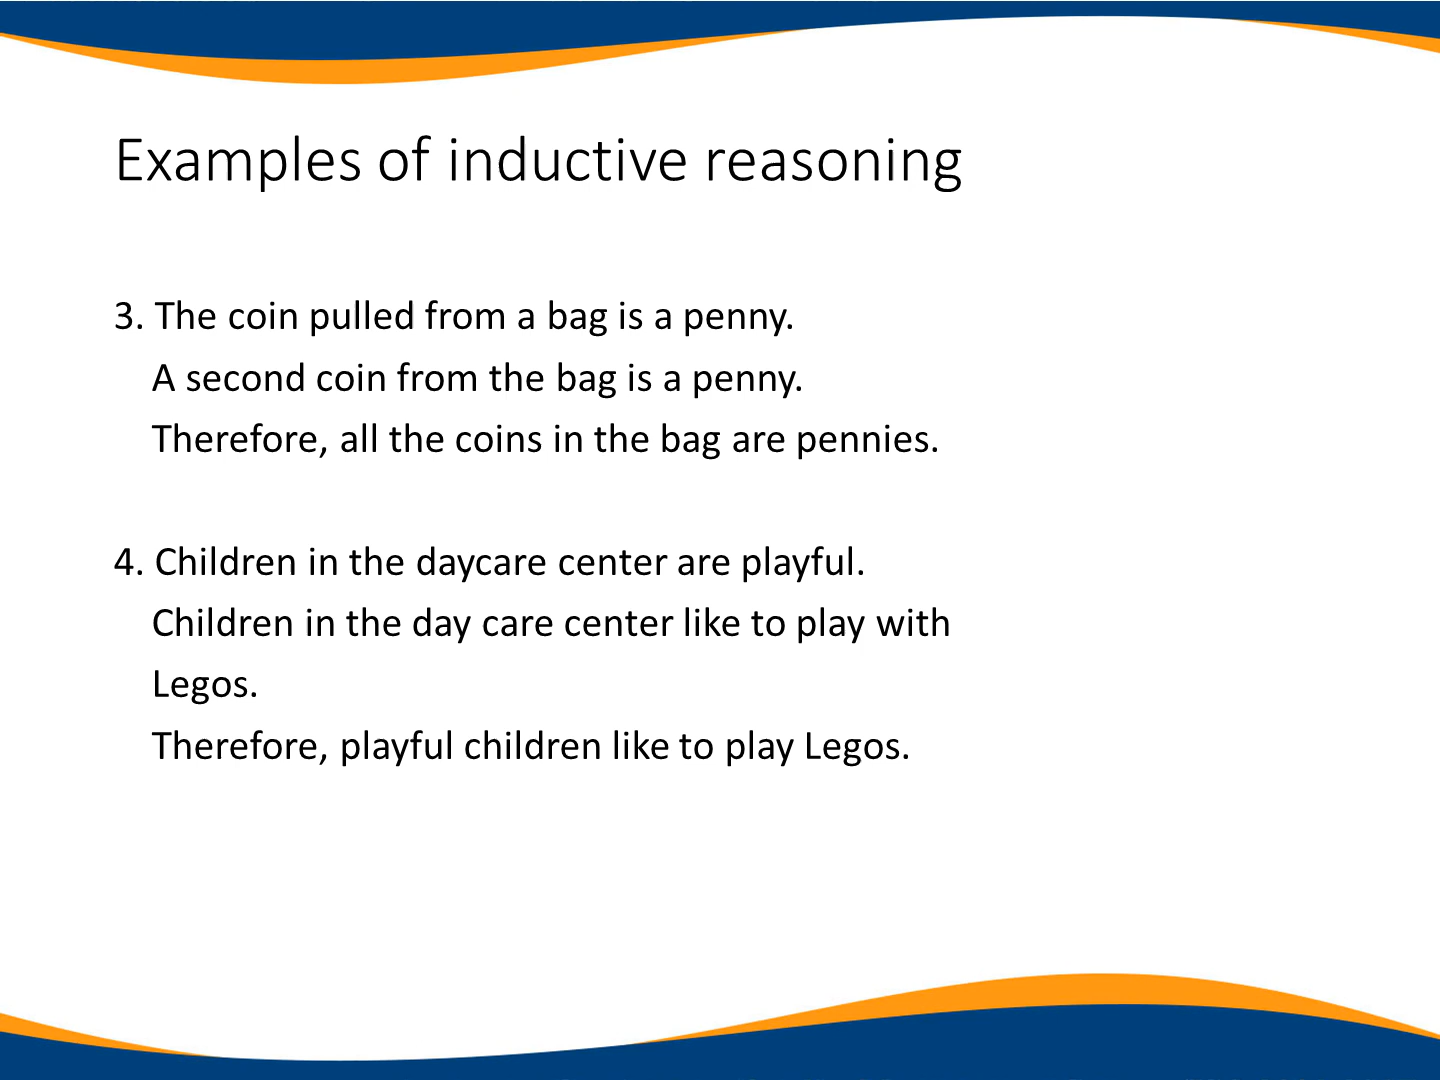 Examples of inductive reasoning
3. The coin pulled from a bag is a penny.
A second coin from the bag is a penny.
Therefore, all the coins in the bag are pennies.
4. Children in the daycare center are playful.
Children in the day care center like to play with
Legos.
Therefore, playful children like to play Legos.